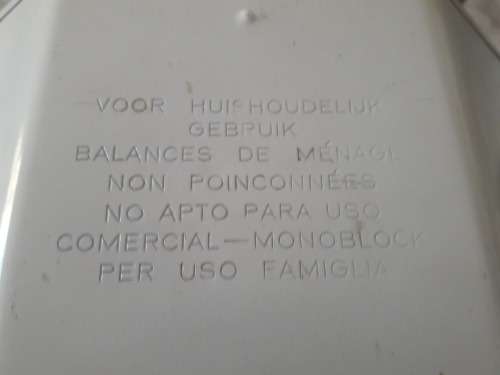 VOOR HUISHOUDELIJK
GEBRUIK
BALANCES DE MÉNAGE
NON POINCONNÉES
NO APTO PARA USO
COMERCIAL—MONOBLOCK
PER USO FAMIGLIA